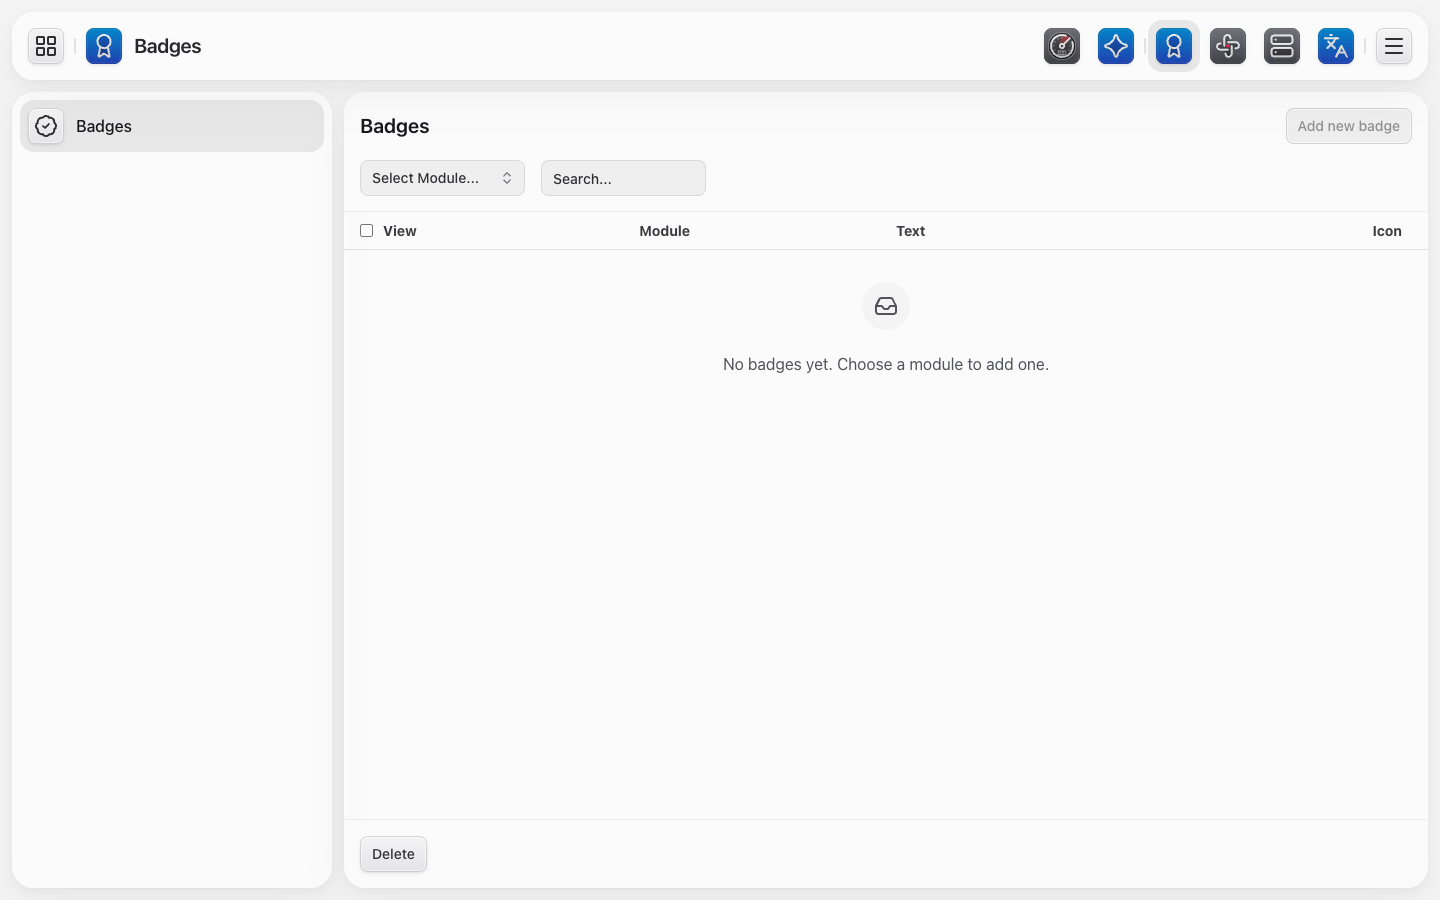 Badges
Badges
Badges
Add new badge
Select Module...
Search...
View
Module
Text
Icon
No badges yet. Choose a module to add one.
Delete